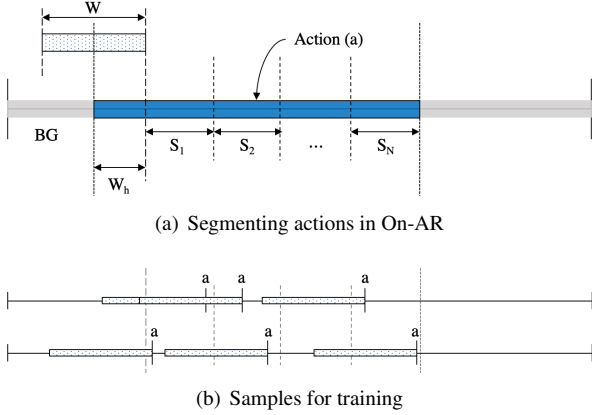 W
Action (a)
BG
S1 S2 ... SN
Wh
(a) Segmenting actions in On-AR
a a a
a a a
(b) Samples for training